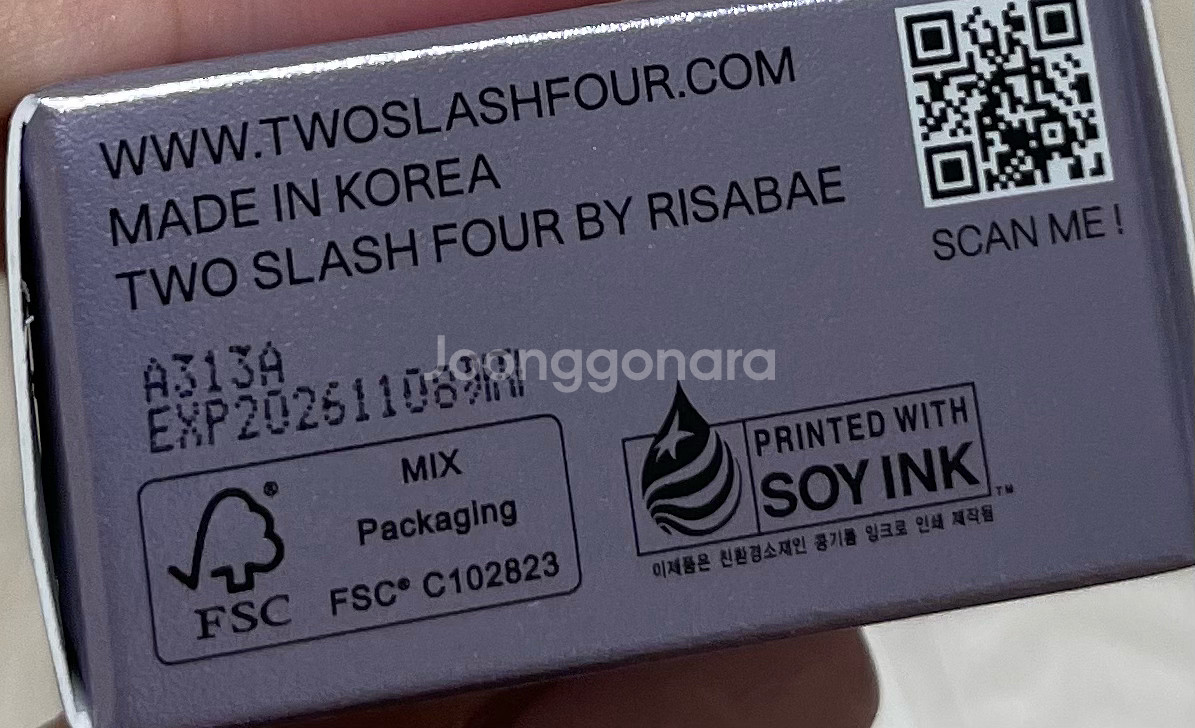 WWW.TWOSLASHFOUR.COM
MADE IN KOREA
TWO SLASH FOUR BY RISABAE
SCAN ME !
A313A
EXP20261108
Joonggonara
MIX
Packaging
FSC® C102823
FSC
®
PRINTED WITH
SOY INK
TM
이제품은 친환경소재인 콩기름 잉크로 인쇄 제작됨